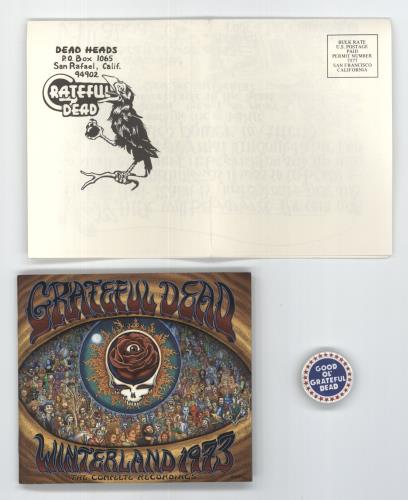 DEAD HEADS
P.O. Box 1065
San Rafael, Calif.
94902
GRATEFUL
DEAD
BULK RATE
U.S. POSTAGE
PAID
PERMIT NUMBER
7377
SAN FRANCISCO
CALIFORNIA
GRATEFUL DEAD
WINTERLAND 1973
THE COMPLETE RECORDINGS
GOOD
OL'
GRATEFUL
DEAD